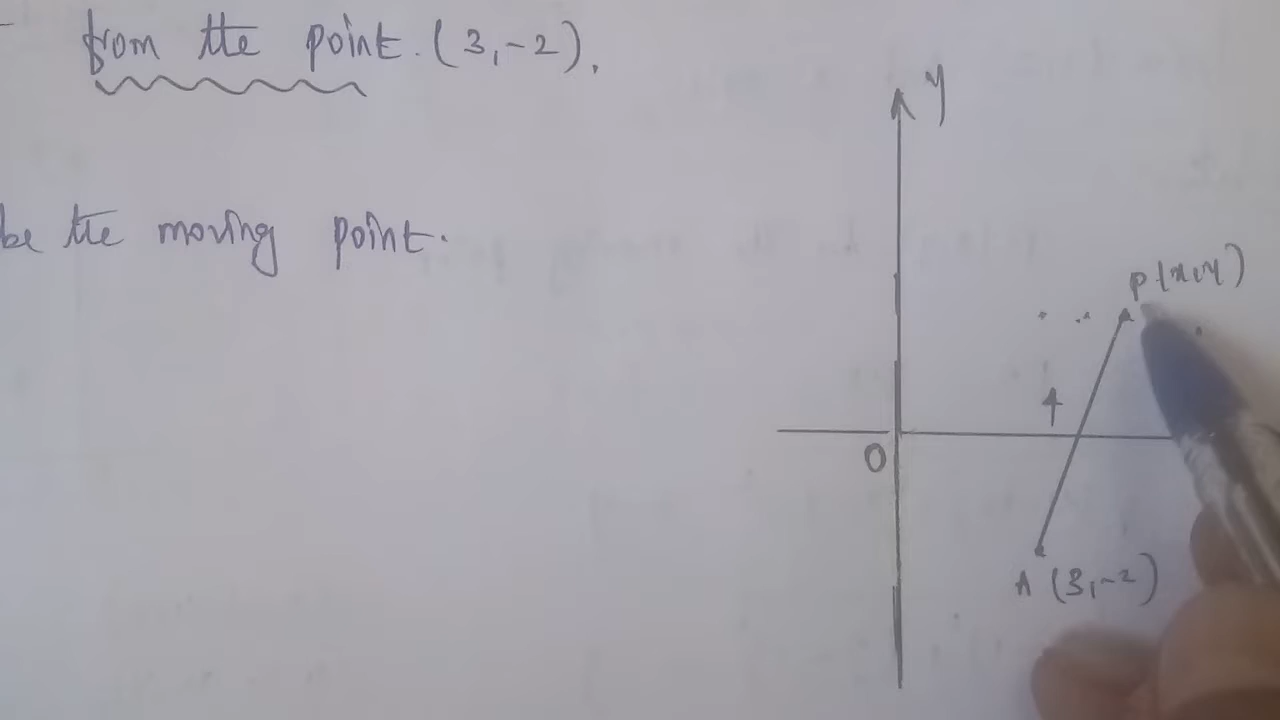 from the point (3,-2).
be the moving point.
y
P(x,y)
4
O
A (3,-2)